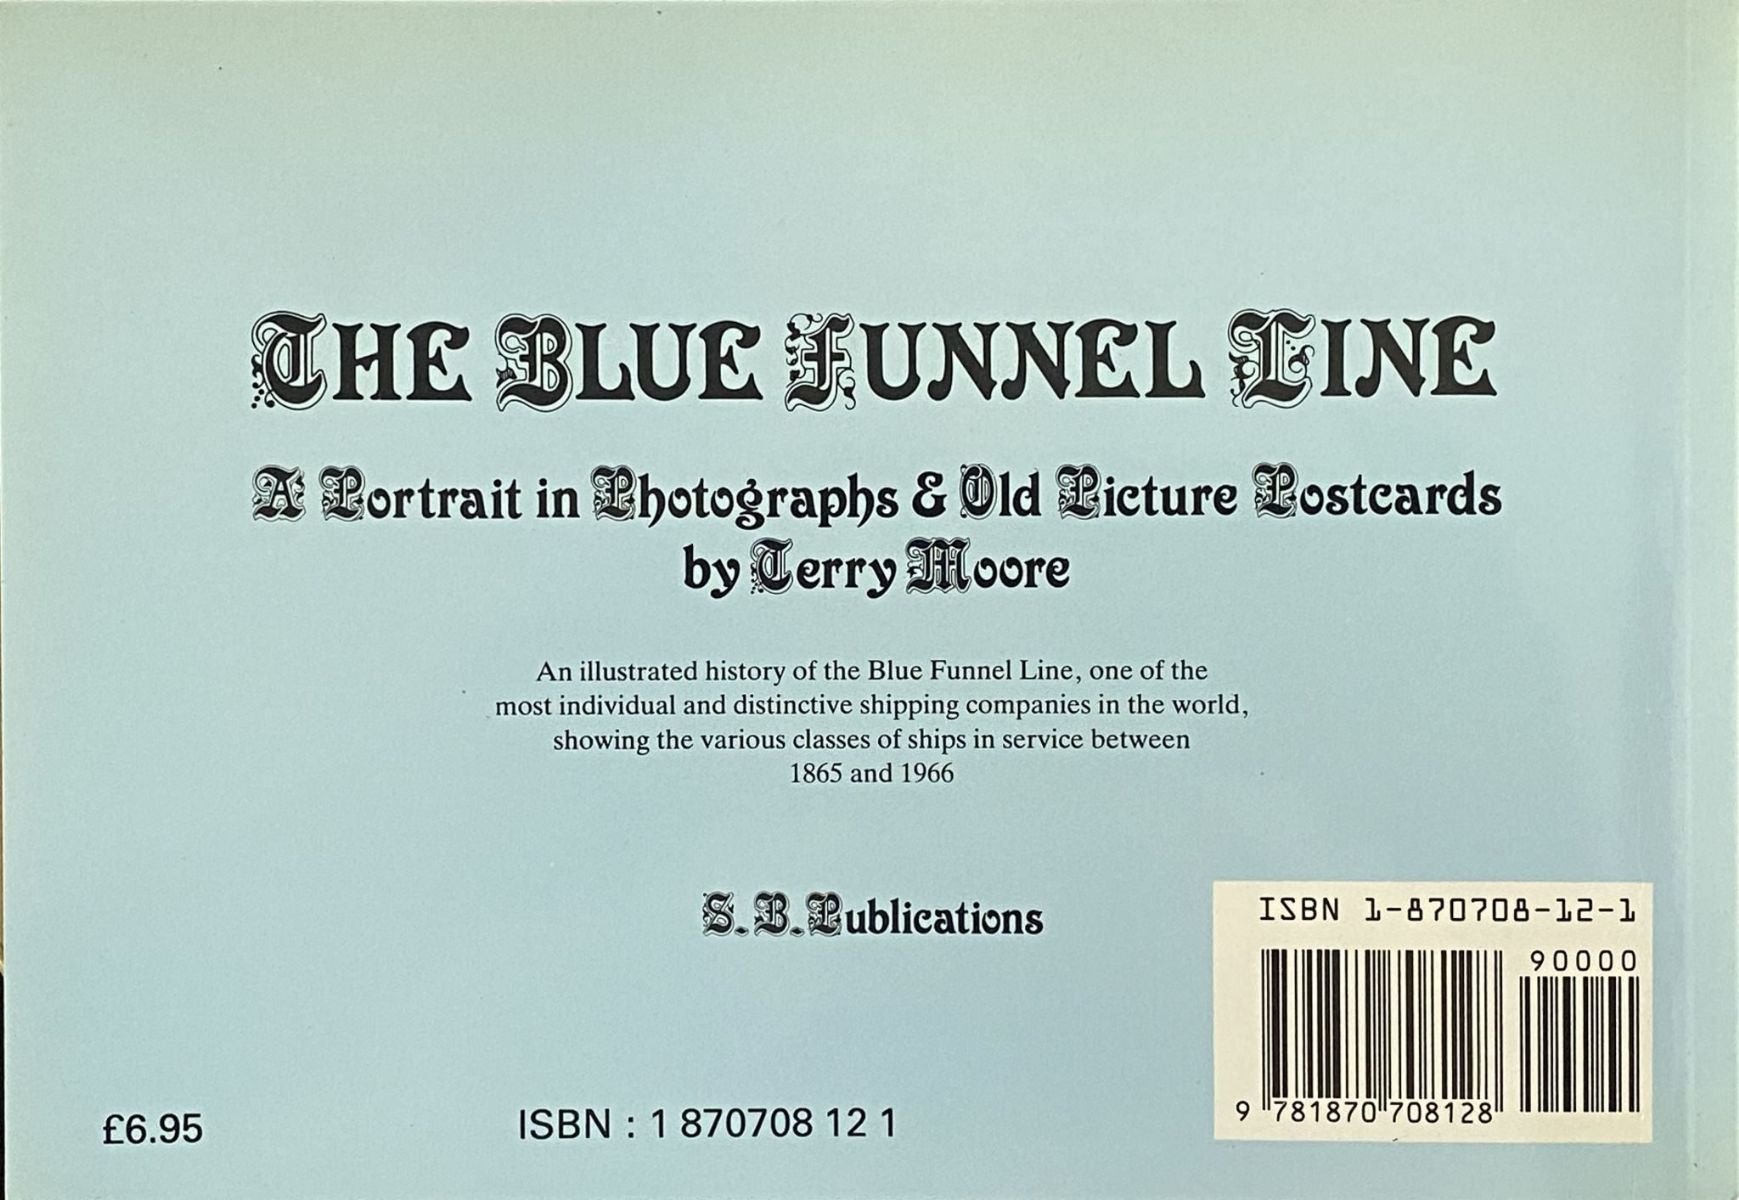 THE BLUE FUNNEL LINE
A Portrait in Photographs & Old Picture Postcards
by Terry Moore
An illustrated history of the Blue Funnel Line, one of the
most individual and distinctive shipping companies in the world,
showing the various classes of ships in service between
1865 and 1966
S. B. Publications
ISBN 1-870708-12-1
90000
9 781870 708128
£6.95
ISBN : 1 870708 12 1